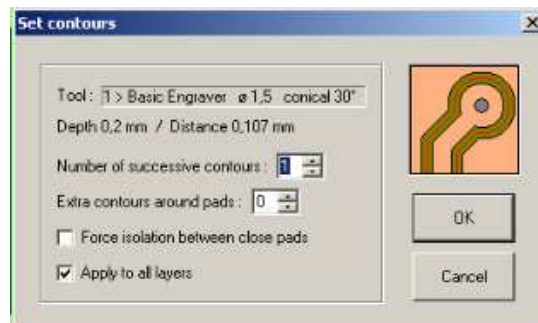 Set contours
Tool : 1 > Basic Engraver ø 1,5 conical 30°
Depth 0,2 mm / Distance 0,107 mm
Number of successive contours : 1
Extra contours around pads : 0
Force isolation between close pads
Apply to all layers
OK
Cancel